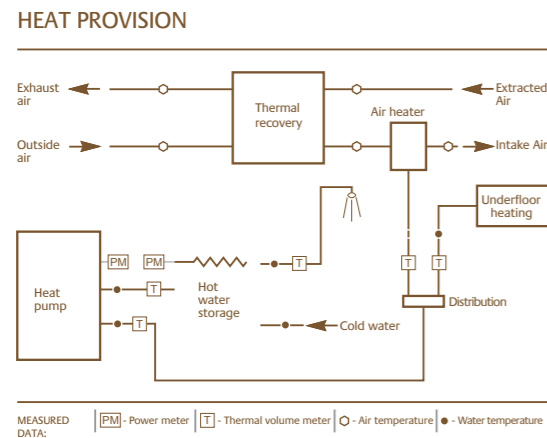 HEAT PROVISION
Exhaust
air
Thermal
recovery
Extracted
Air
Air heater
Outside
air
Intake Air
Underfloor
heating
PM
PM
T
T
T
Heat
pump
T
Hot
water
storage
Distribution
T
Cold water
MEASURED
DATA:
PM - Power meter
T - Thermal volume meter
- Air temperature
- Water temperature